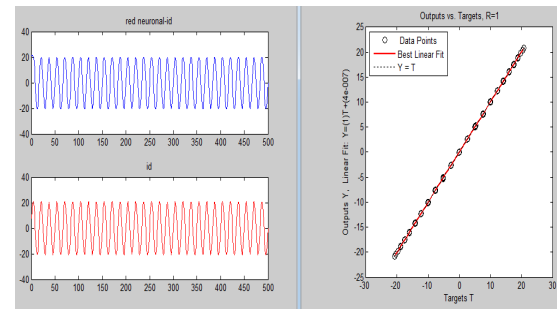 red neuronal-id
40
20
0
-20
-40
0 50 100 150 200 250 300 350 400 450 500
id
40
20
0
-20
-40
0 50 100 150 200 250 300 350 400 450 500
Outputs vs. Targets, R=1
Outputs Y, Linear Fit: Y=(1)T+(4e-007)
25
20
15
10
5
0
-5
-10
-15
-20
-25
Data Points
Best Linear Fit
Y = T
-30 -20 -10 0 10 20 30
Targets T